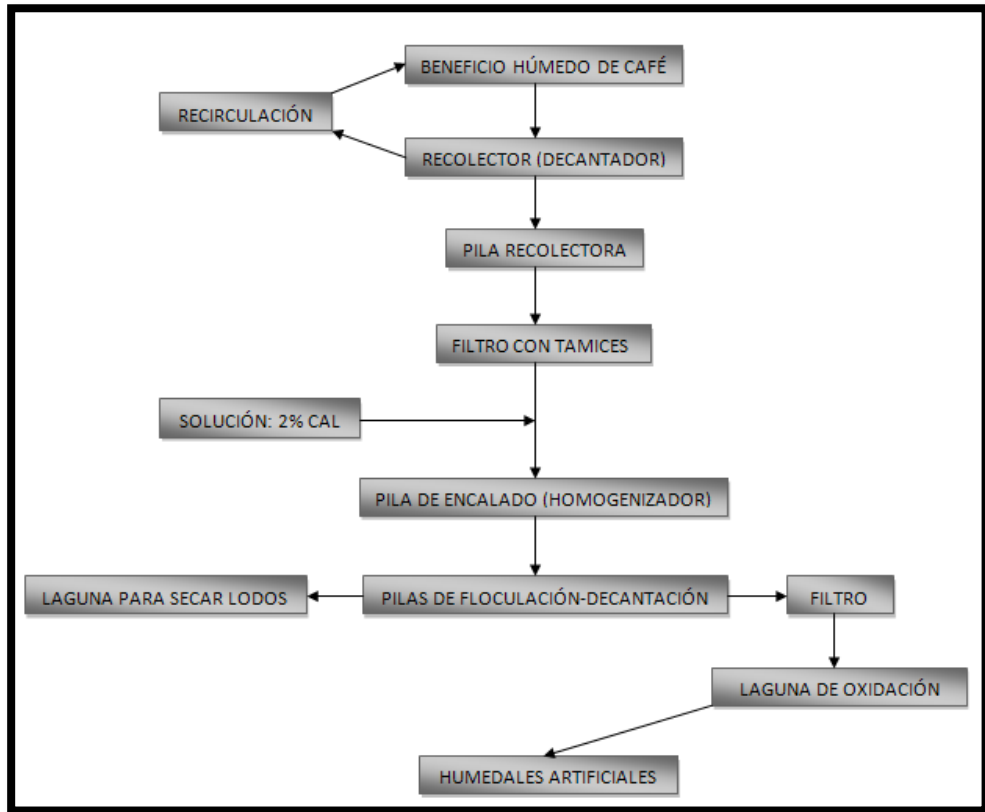 BENEFICIO HÚMEDO DE CAFÉ
RECIRCULACIÓN
RECOLECTOR (DECANTADOR)
PILA RECOLECTORA
FILTRO CON TAMICES
SOLUCIÓN: 2% CAL
PILA DE ENCALADO (HOMOGENIZADOR)
LAGUNA PARA SECAR LODOS
PILAS DE FLOCULACIÓN-DECANTACIÓN
FILTRO
LAGUNA DE OXIDACIÓN
HUMEDALES ARTIFICIALES